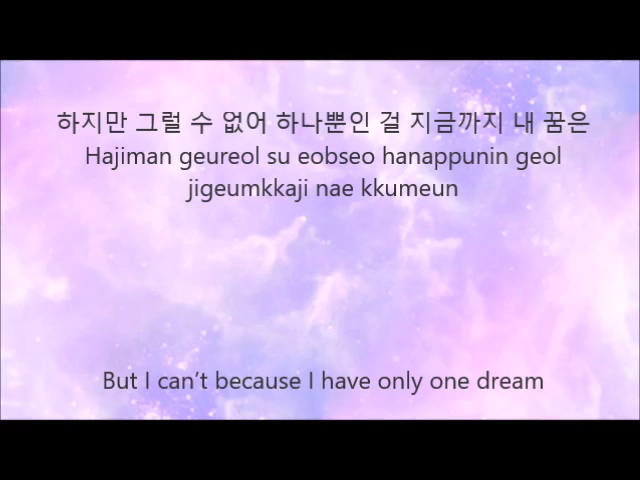 하지만 그럴 수 없어 하나뿐인 걸 지금까지 내 꿈은
Hajiman geureol su eobseo hanappunin geol
jigeumkkaji nae kkumeun
But I can’t because I have only one dream